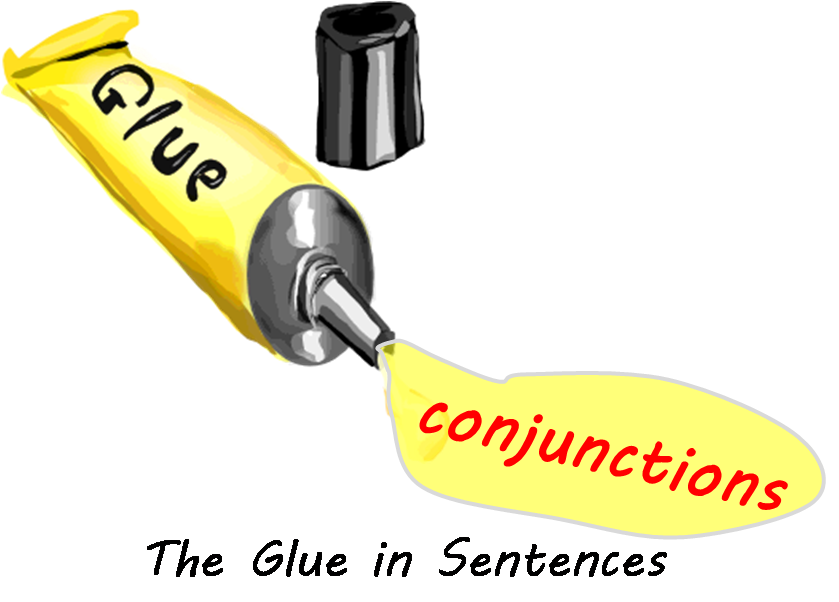 Glue
conjunctions
The Glue in Sentences